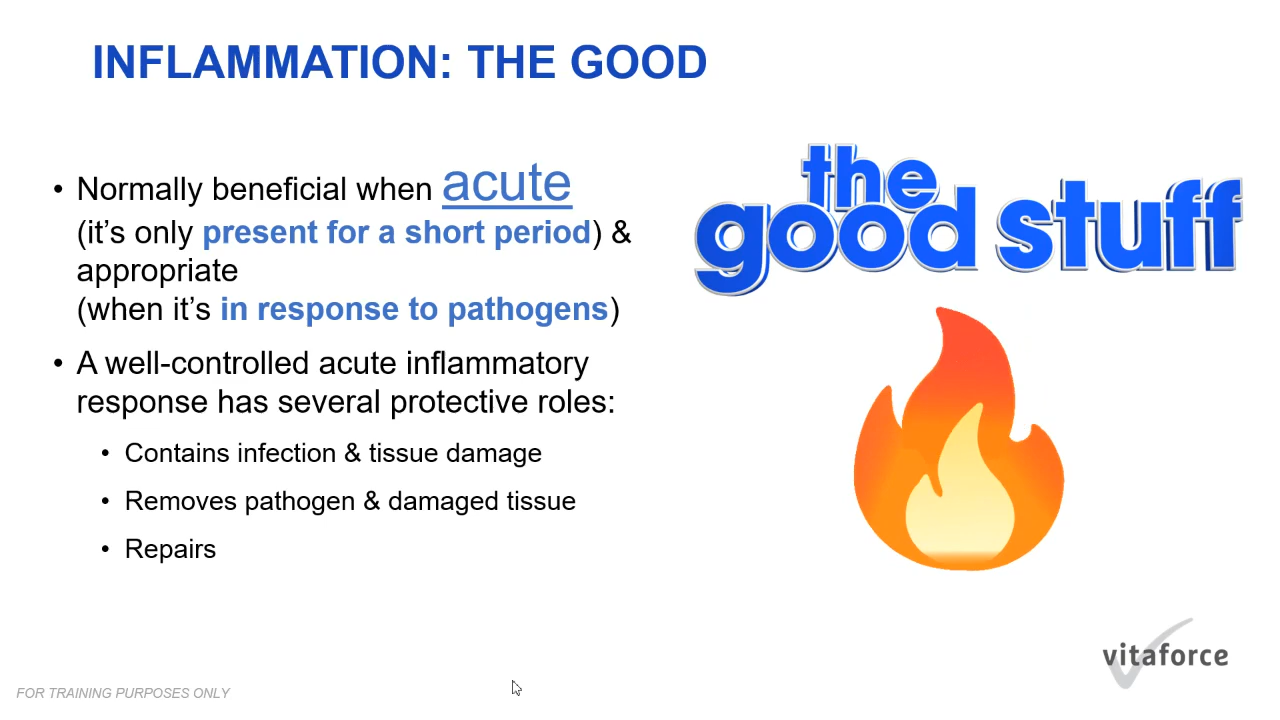 INFLAMMATION: THE GOOD
• Normally beneficial when acute
(it’s only present for a short period) &
appropriate
(when it’s in response to pathogens)
• A well-controlled acute inflammatory
response has several protective roles:
• Contains infection & tissue damage
• Removes pathogen & damaged tissue
• Repairs
the
good stuff
vitaforce
FOR TRAINING PURPOSES ONLY